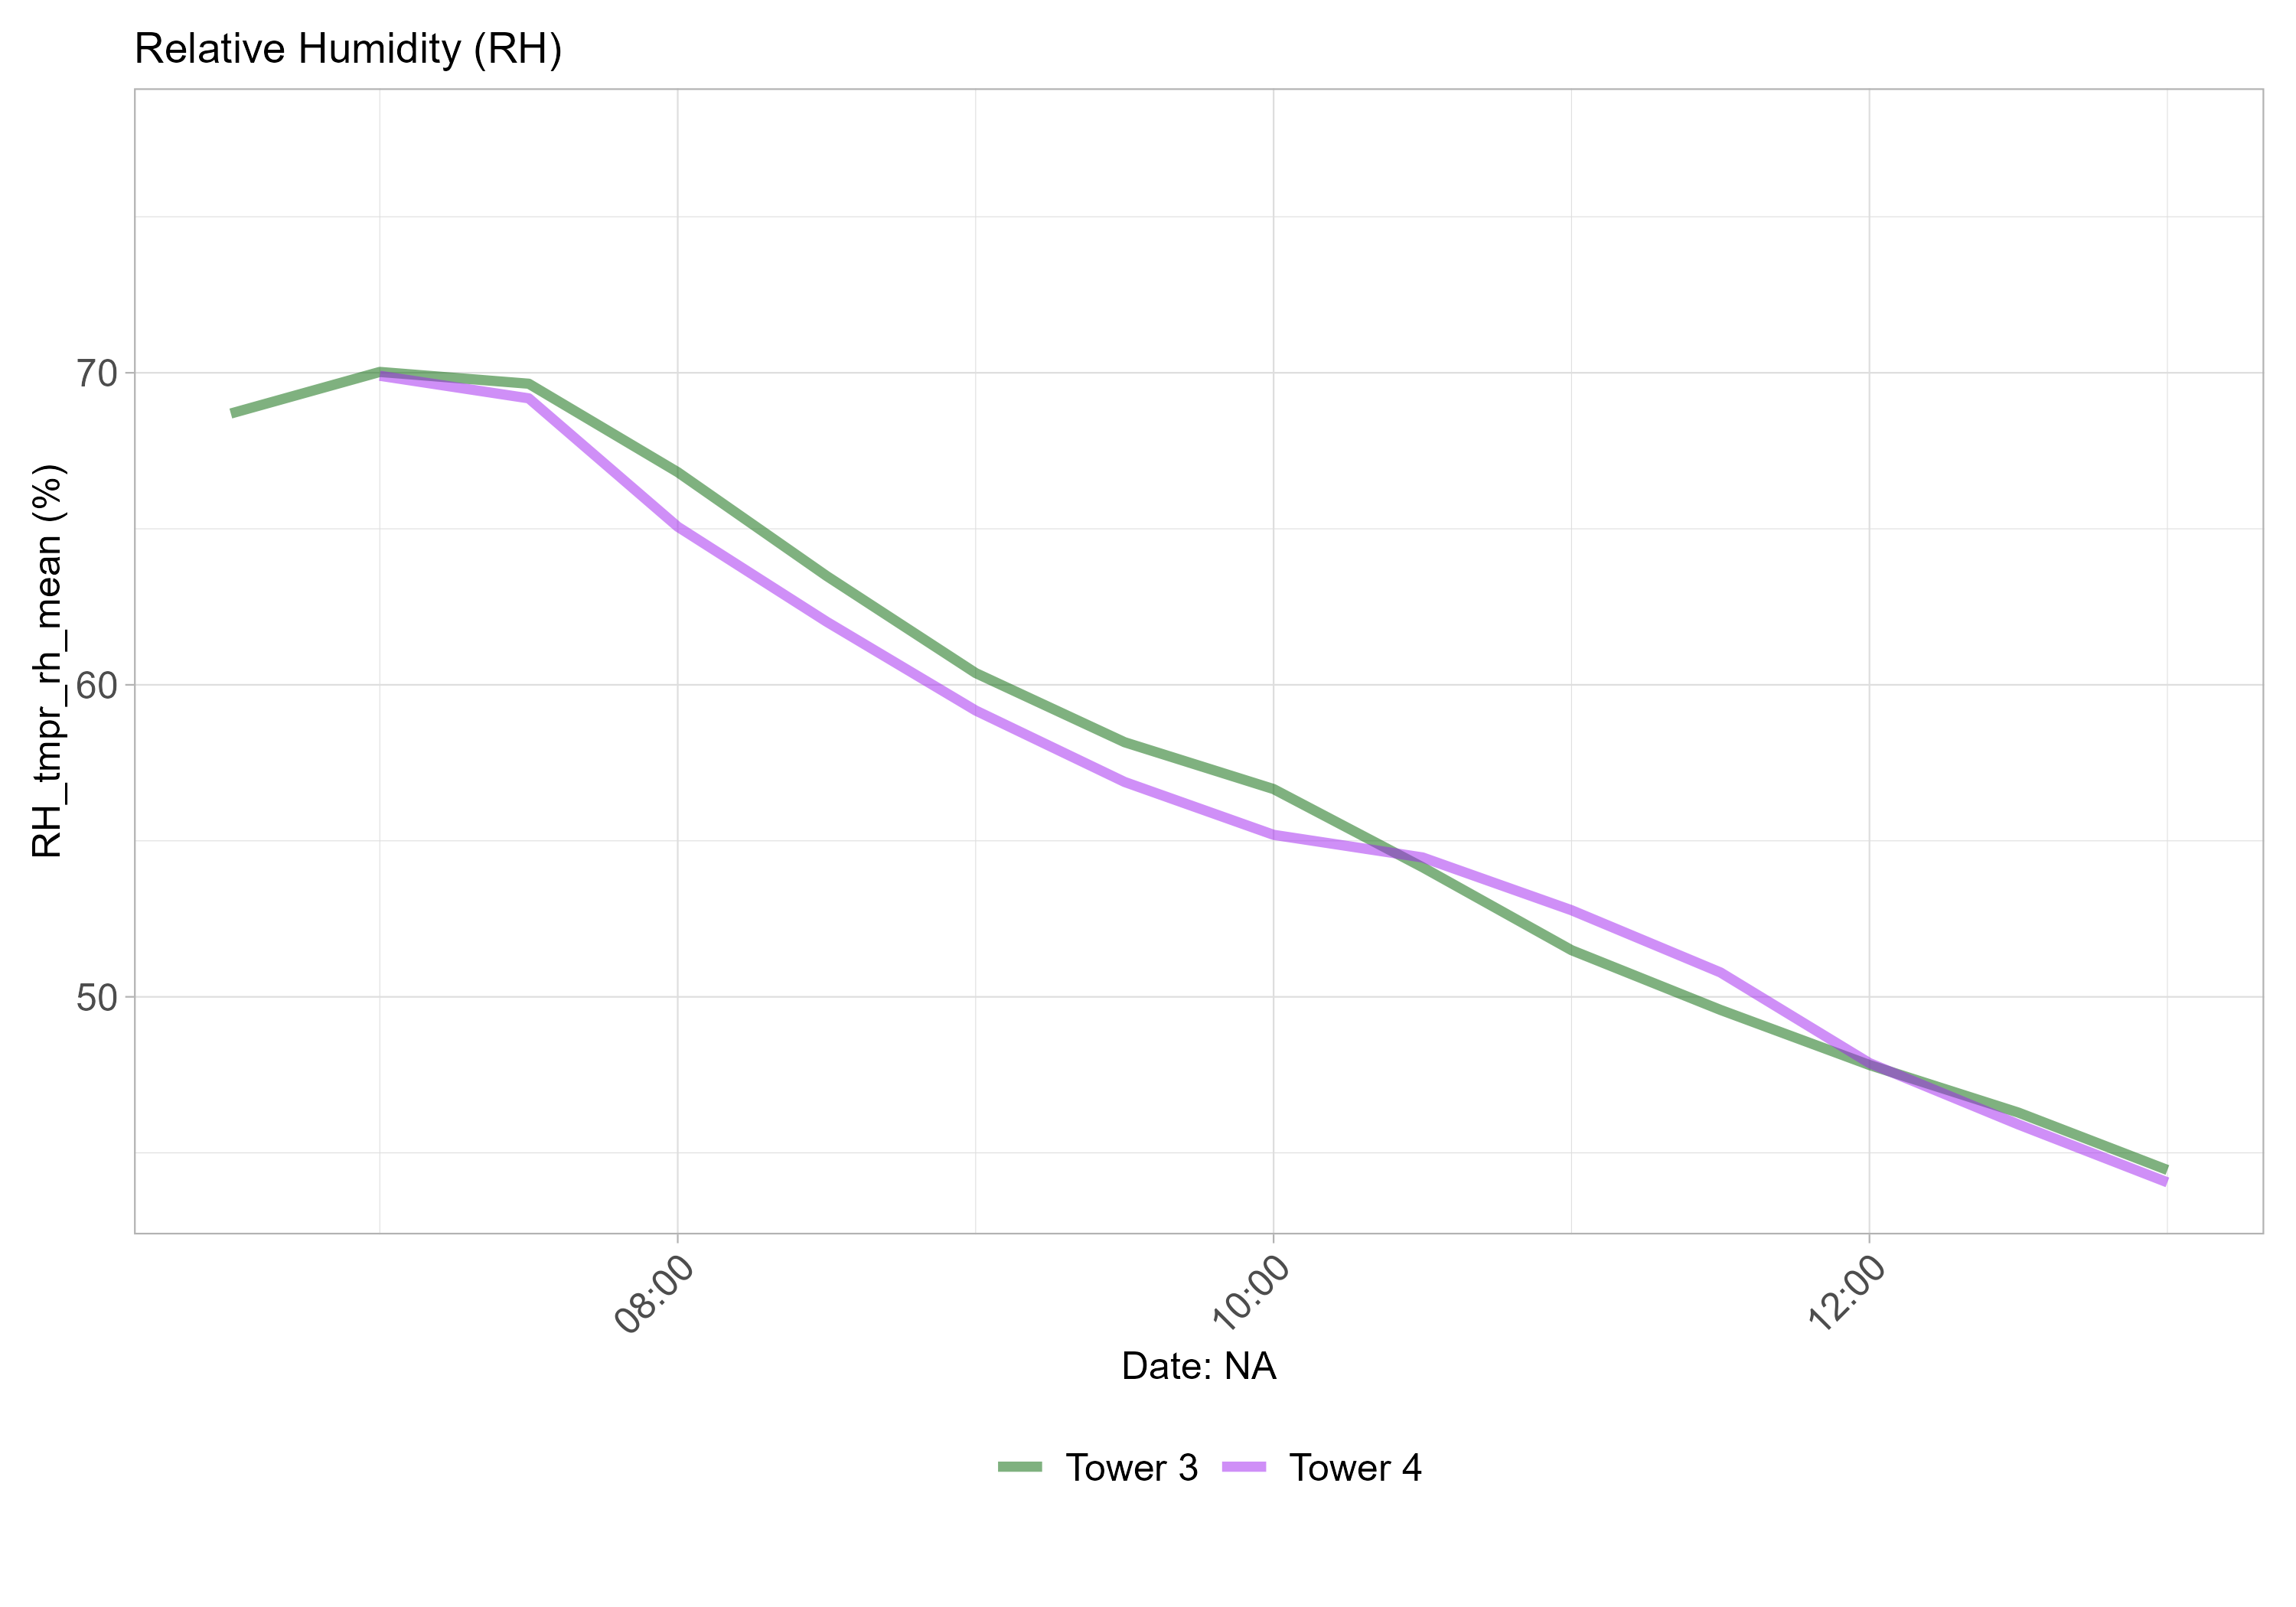 Relative Humidity (RH)
RH_tmpr_rh_mean (%)
70
60
50
08:00
10:00
12:00
Date: NA
Tower 3
Tower 4